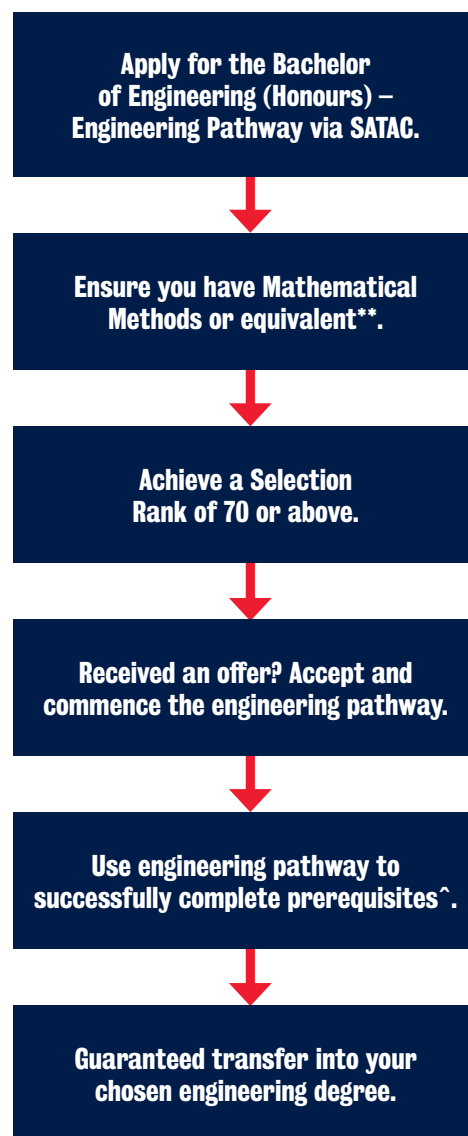 Apply for the Bachelor
of Engineering (Honours) –
Engineering Pathway via SATAC.
Ensure you have Mathematical
Methods or equivalent**.
Achieve a Selection
Rank of 70 or above.
Received an offer? Accept and
commence the engineering pathway.
Use engineering pathway to
successfully complete prerequisites^.
Guaranteed transfer into your
chosen engineering degree.